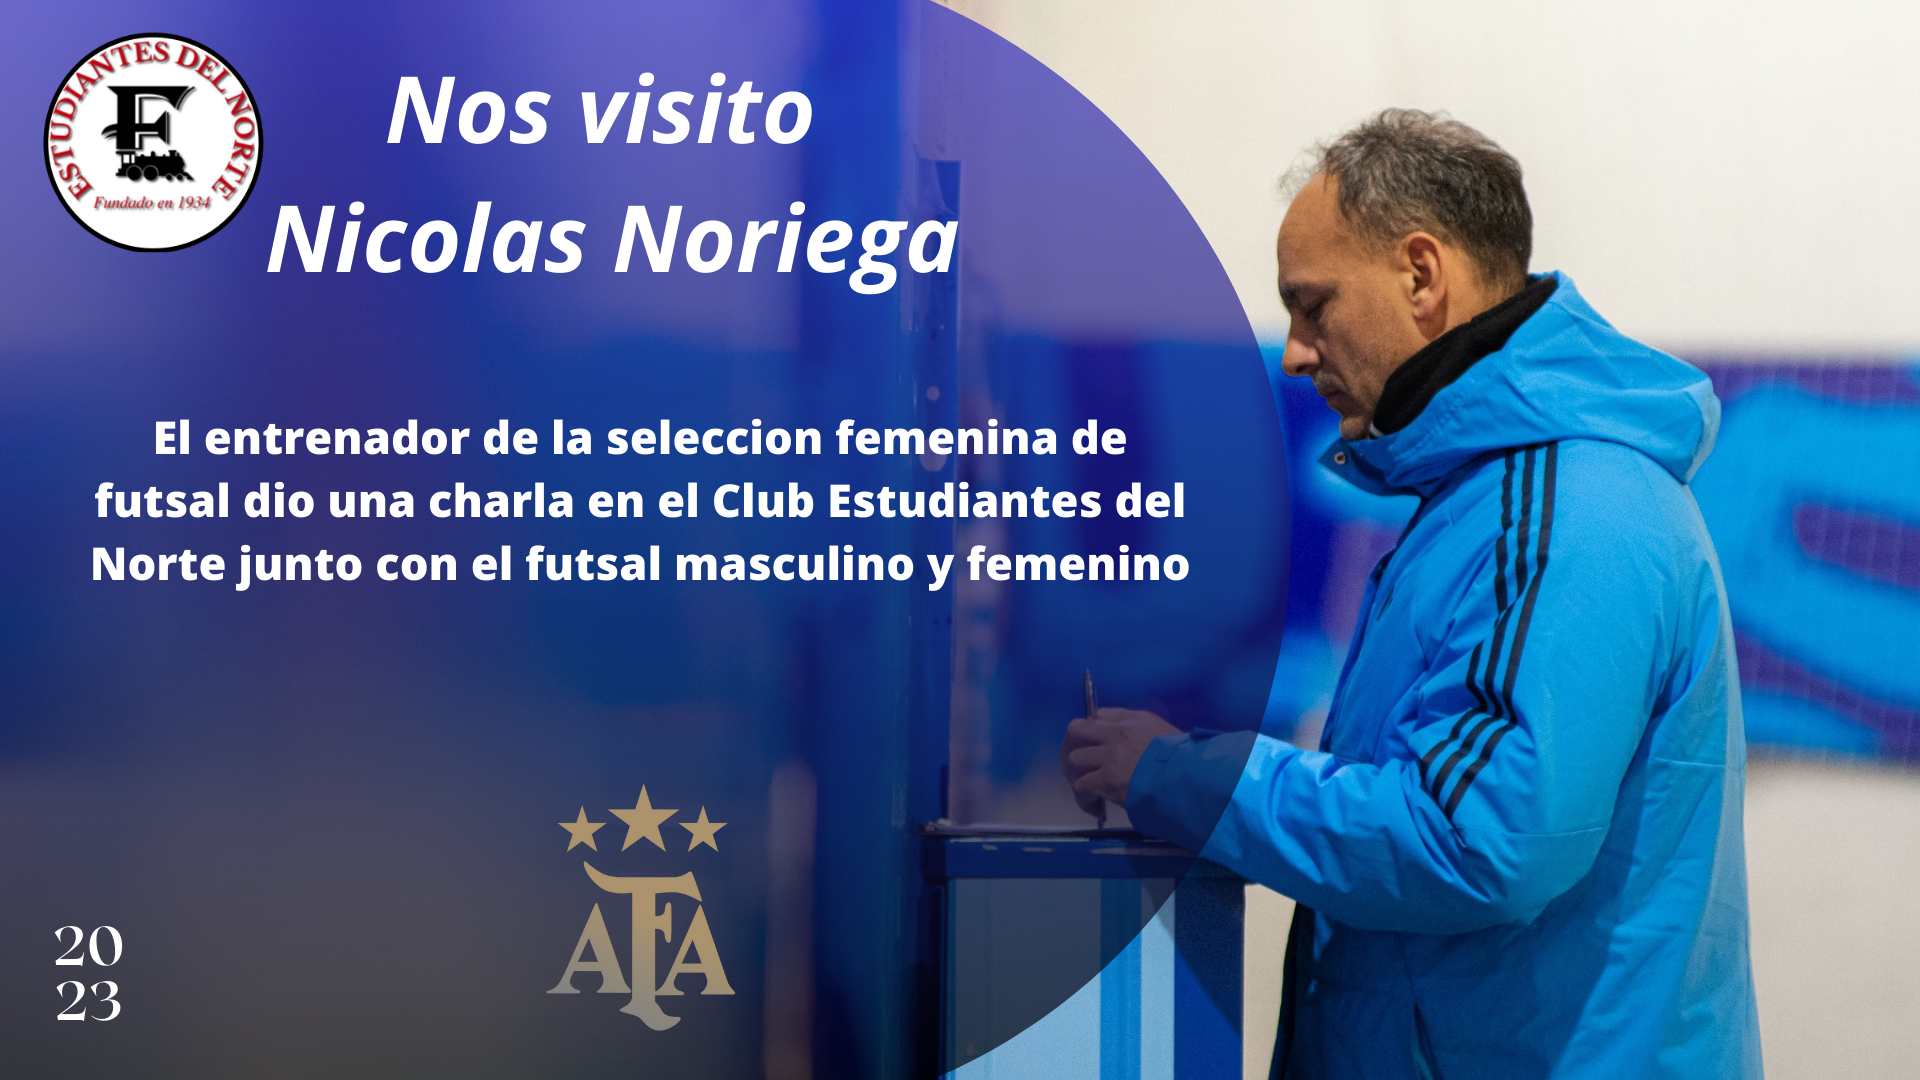 ESTUDIANTES DEL NORTE
E
Fundado en 1934
Nos visito
Nicolas Noriega
El entrenador de la seleccion femenina de
futsal dio una charla en el Club Estudiantes del
Norte junto con el futsal masculino y femenino
AFA
20
23